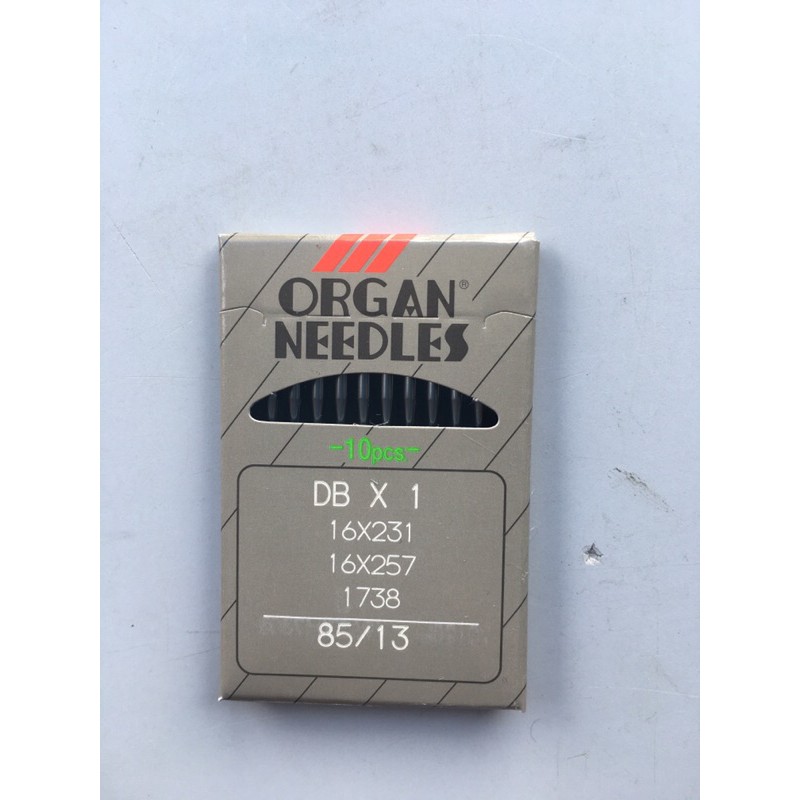 ORGAN®
NEEDLES
-10pcs.-
DB X 1
16X231
16X257
1738
85/13